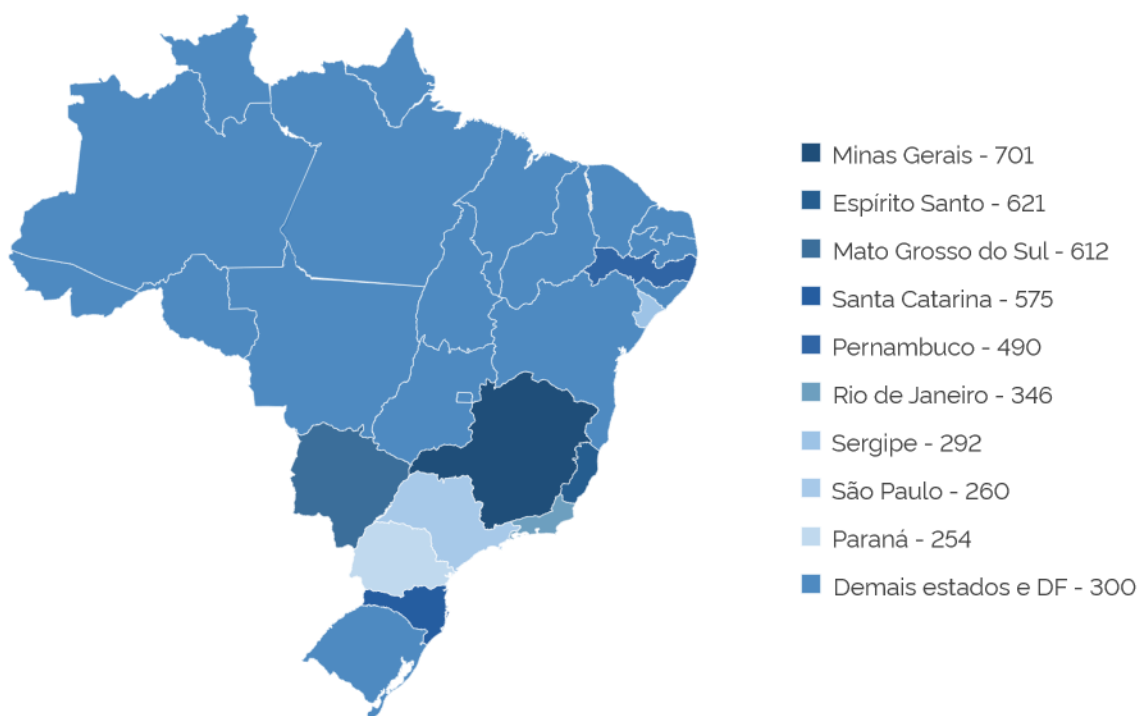 Minas Gerais - 701
Espírito Santo - 621
Mato Grosso do Sul - 612
Santa Catarina - 575
Pernambuco - 490
Rio de Janeiro - 346
Sergipe - 292
São Paulo - 260
Paraná - 254
Demais estados e DF - 300